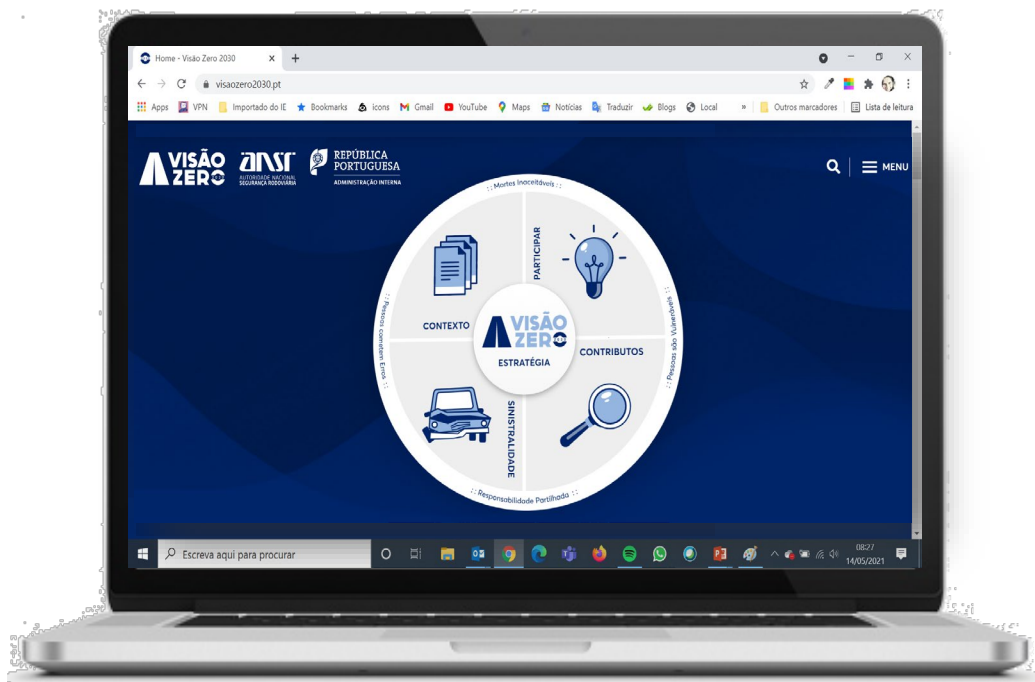 Home - Visão Zero 2030
visaozero2030.pt
Apps VPN Importado do IE Bookmarks icons Gmail YouTube Maps Notícias Traduzir Blogs Local » Outros marcadores Lista de leitura
A VISÃO ZERO
ansr
AUTORIDADE NACIONAL
SEGURANÇA RODOVIÁRIA
REPÚBLICA
PORTUGUESA
ADMINISTRAÇÃO INTERNA
MENU
:: Mortes Inaceitáveis ::
PARTICIPAR
CONTEXTO
:: Pessoas cometem Erros ::
A VISÃO
ZERO
ESTRATÉGIA
CONTRIBUTOS
:: Pessoas são Vulneráveis ::
SINISTRALIDADE
:: Responsabilidade Partilhada ::
Escreva aqui para procurar
08:27
14/05/2021